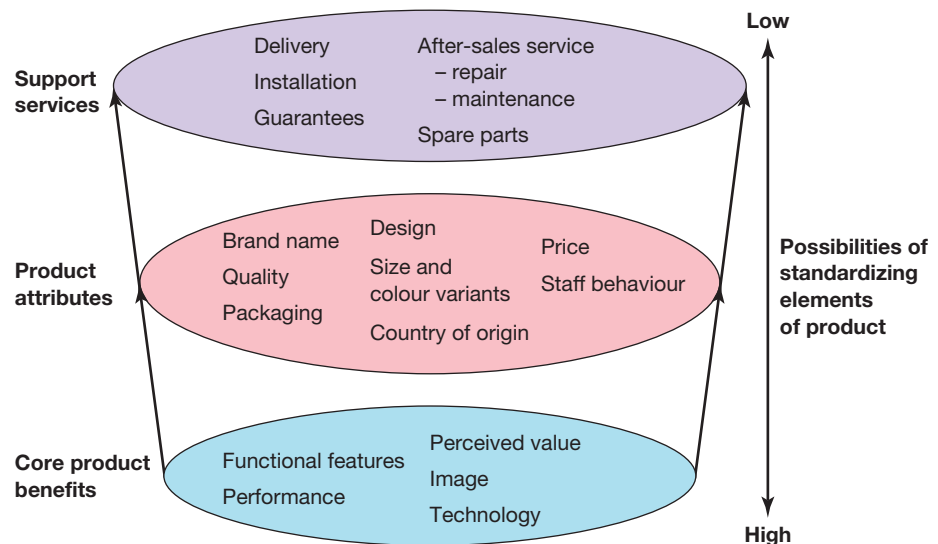 Low
Support
services
Delivery
Installation
Guarantees
After-sales service
– repair
– maintenance
Spare parts
Product
attributes
Brand name
Quality
Packaging
Design
Size and
colour variants
Country of origin
Price
Staff behaviour
Possibilities of
standardizing
elements
of product
Core product
benefits
Functional features
Performance
Perceived value
Image
Technology
High